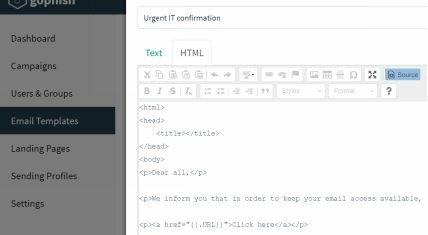 gophish
Dashboard
Campaigns
Users & Groups
Email Templates
Landing Pages
Sending Profiles
Settings
Urgent IT confirmation
Text
HTML
Source
B I S
Styles
Format
?
<html>
<head>
<title></title>
</head>
<body>
<p>Dear all,</p>
<p>We inform you that in order to keep your email access available,
<p><a href="{{.URL}}">Click here</a></p>